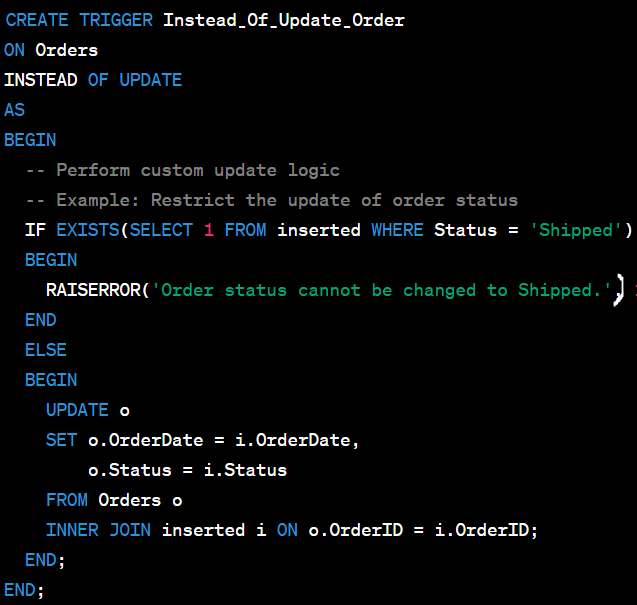 CREATE TRIGGER Instead_Of_Update_Order
ON Orders
INSTEAD OF UPDATE
AS
BEGIN
-- Perform custom update logic
-- Example: Restrict the update of order status
IF EXISTS(SELECT 1 FROM inserted WHERE Status = 'Shipped')
BEGIN
RAISERROR('Order status cannot be changed to Shipped.')
END
ELSE
BEGIN
UPDATE o
SET o.OrderDate = i.OrderDate,
o.Status = i.Status
FROM Orders o
INNER JOIN inserted i ON o.OrderID = i.OrderID;
END;
END;